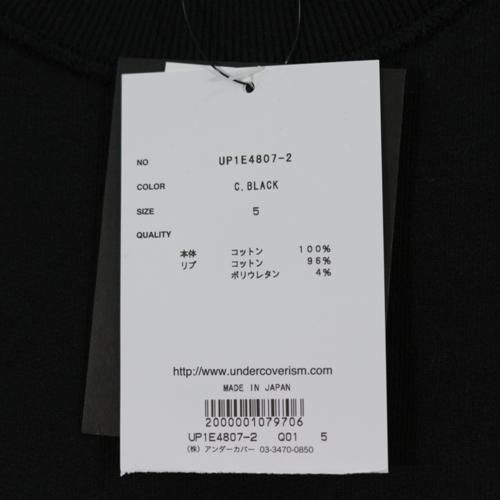 NO UP1E4807-2
COLOR C.BLACK
SIZE 5
QUALITY
本体 コットン 100%
リブ コットン 96%
ポリウレタン 4%
http://www.undercoverism.com
MADE IN JAPAN
2000001079706
UP1E4807-2 Q01 5
(株) アンダーカバー 03-3470-0850